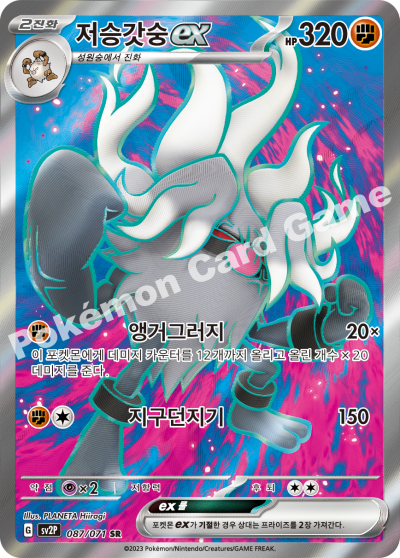 2진화
저승갓숭ex
HP 320
성원숭에서 진화
Pokémon Card Game
앵거그러지 20×
이 포켓몬에게 데미지 카운터를 12개까지 올리고 올린 개수 × 20
데미지를 준다.
지구던지기 150
약점 ×2 저항력 후퇴
ex 룰
포켓몬 ex가 기절한 경우 상대는 프라이즈를 2장 가져간다.
Illus. PLANETA Hiiragi
G SV2P 087/071 SR
©2023 Pokémon/Nintendo/Creatures/GAME FREAK.